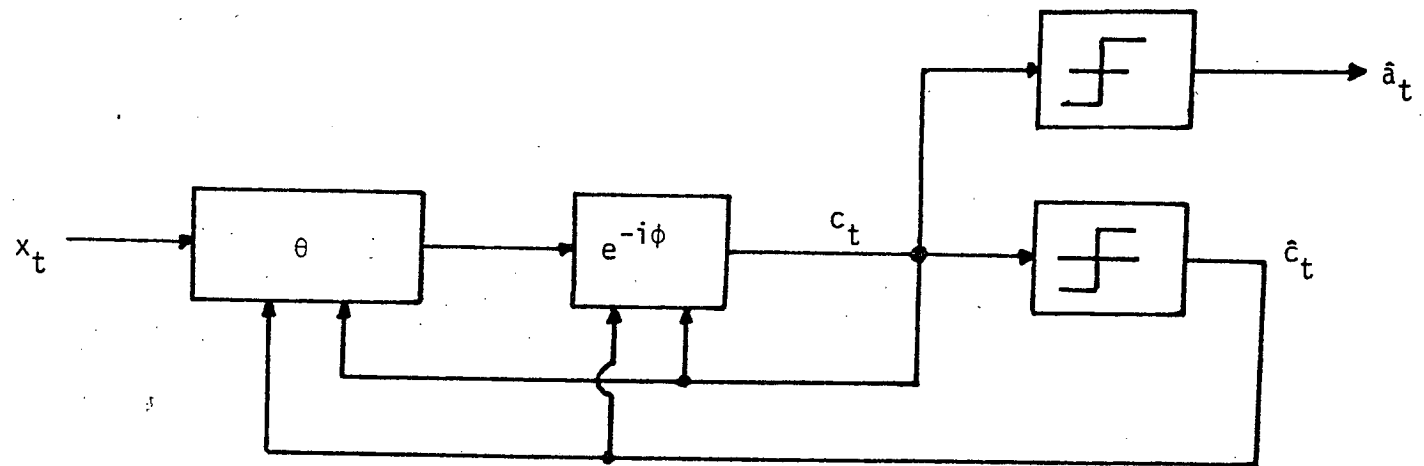 â_t
x_t
θ
e^{-iφ}
c_t
ĉ_t